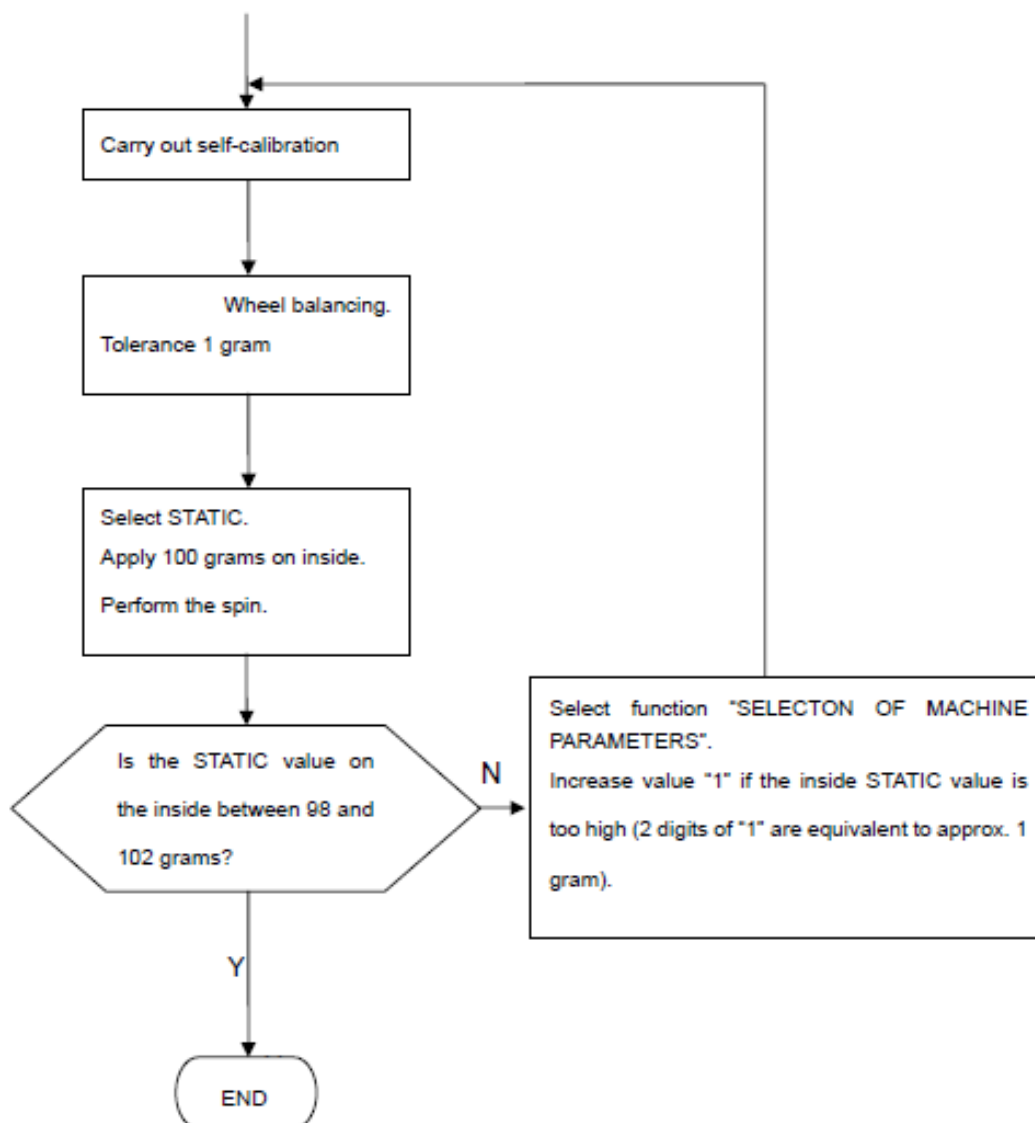 Carry out self-calibration
Wheel balancing.
Tolerance 1 gram
Select STATIC.
Apply 100 grams on inside.
Perform the spin.
Is the STATIC value on
the inside between 98 and
102 grams?
N
Select function "SELECTON OF MACHINE
PARAMETERS".
Increase value "1" if the inside STATIC value is
too high (2 digits of "1" are equivalent to approx. 1
gram).
Y
END